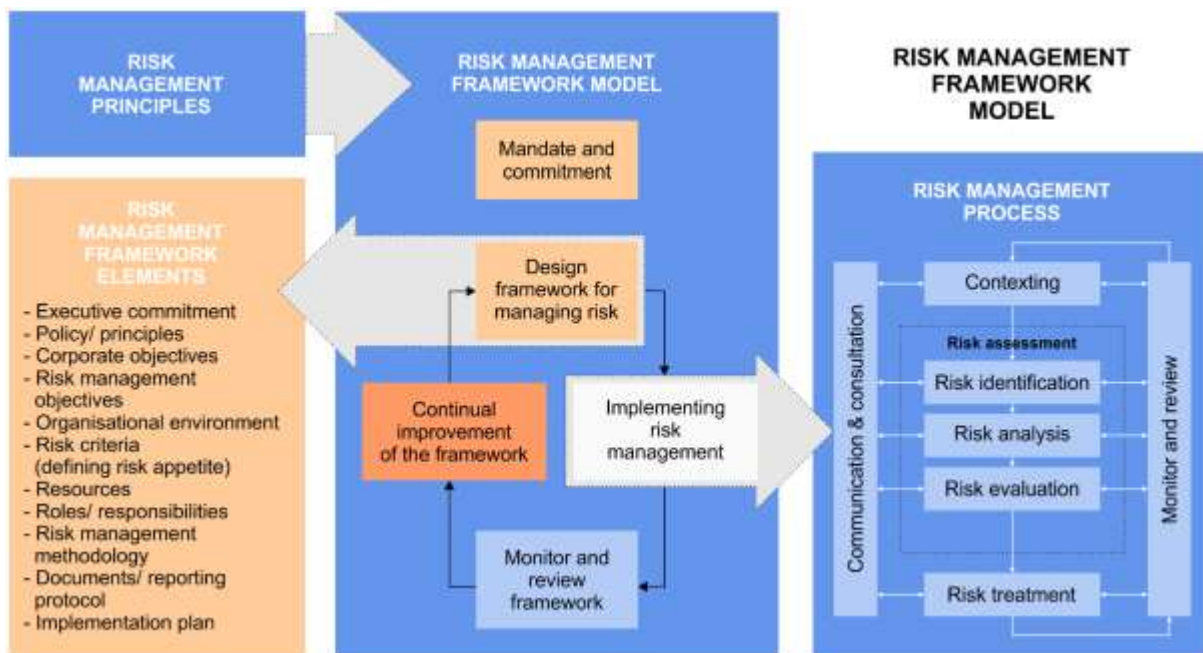 RISK
MANAGEMENT
PRINCIPLES
RISK
MANAGEMENT
FRAMEWORK
ELEMENTS
- Executive commitment
- Policy/ principles
- Corporate objectives
- Risk management
objectives
- Organisational environment
- Risk criteria
(defining risk appetite)
- Resources
- Roles/ responsibilities
- Risk management
methodology
- Documents/ reporting
protocol
- Implementation plan
RISK MANAGEMENT
FRAMEWORK MODEL
Mandate and
commitment
Design
framework for
managing risk
Continual
improvement
of the framework
Implementing
risk
management
Monitor and
review
framework
RISK MANAGEMENT
FRAMEWORK
MODEL
RISK MANAGEMENT
PROCESS
Communication & consultation
Contexting
Risk assessment
Risk identification
Risk analysis
Risk evaluation
Risk treatment
Monitor and review